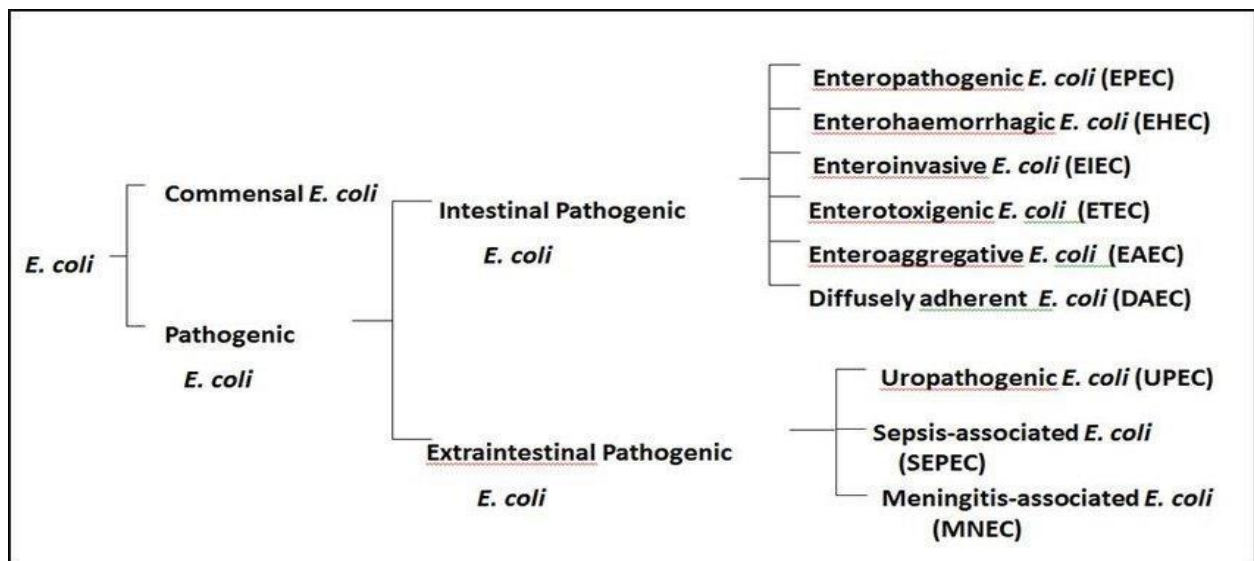 E. coli
Commensal E. coli
Pathogenic
E. coli
Intestinal Pathogenic
E. coli
Extraintestinal Pathogenic
E. coli
Enteropathogenic E. coli (EPEC)
Enterohaemorrhagic E. coli (EHEC)
Enteroinvasive E. coli (EIEC)
Enterotoxigenic E. coli (ETEC)
Enteroaggregative E. coli (EAEC)
Diffusely adherent E. coli (DAEC)
Uropathogenic E. coli (UPEC)
Sepsis-associated E. coli
(SEPEC)
Meningitis-associated E. coli
(MNEC)